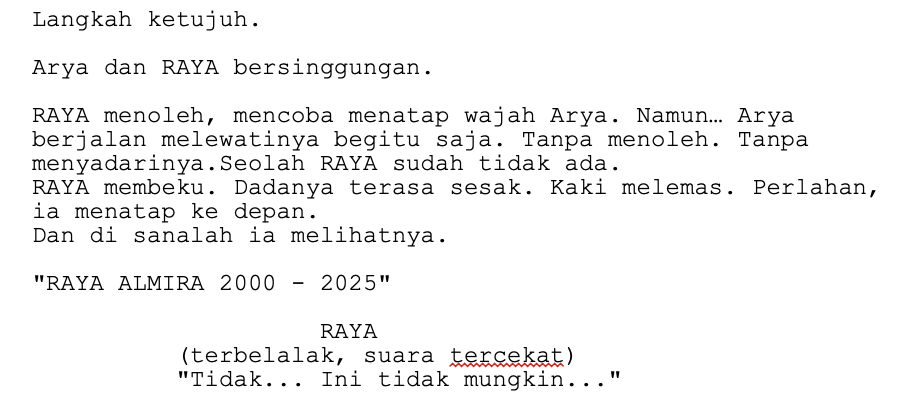 Langkah ketujuh.
Arya dan RAYA bersinggungan.
RAYA menoleh, mencoba menatap wajah Arya. Namun… Arya
berjalan melewatinya begitu saja. Tanpa menoleh. Tanpa
menyadarinya.Seolah RAYA sudah tidak ada.
RAYA membeku. Dadanya terasa sesak. Kaki melemas. Perlahan,
ia menatap ke depan.
Dan di sanalah ia melihatnya.
"RAYA ALMIRA 2000 - 2025"
RAYA
(terbelalak, suara tercekat)
"Tidak... Ini tidak mungkin..."